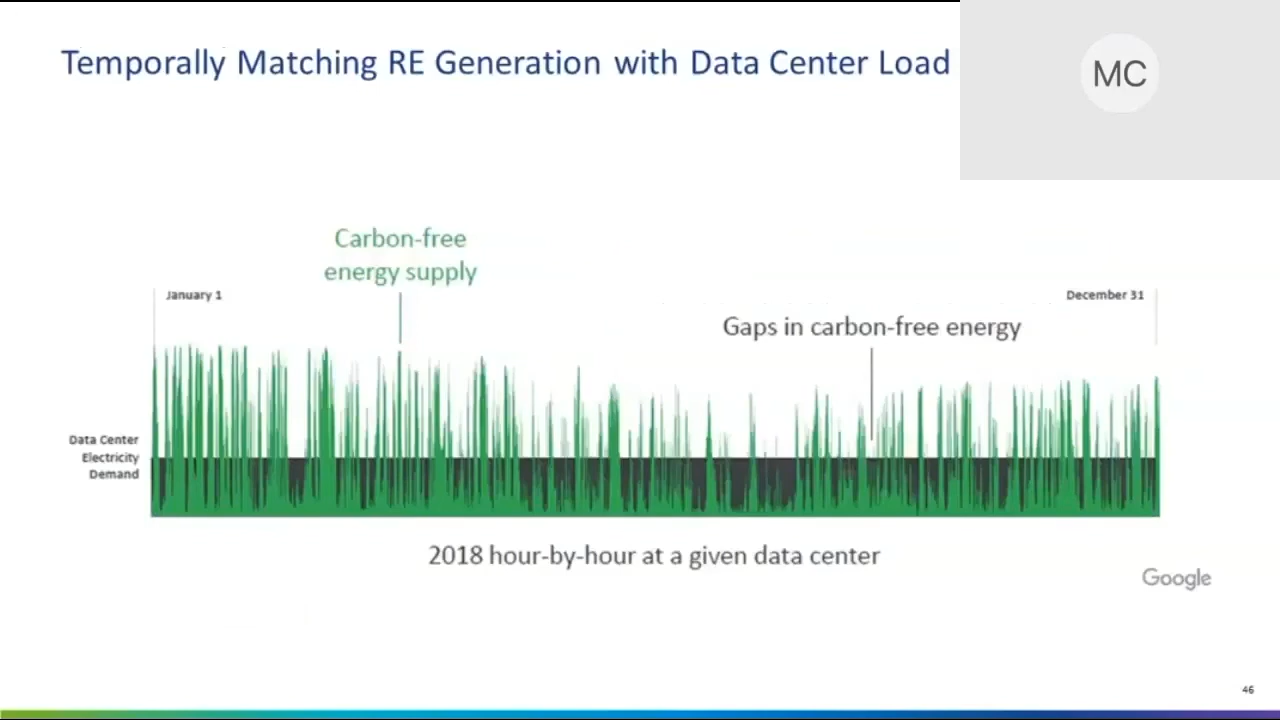 Temporally Matching RE Generation with Data Center Load
MC
Carbon-free
energy supply
January 1
December 31
Gaps in carbon-free energy
Data Center
Electricity
Demand
2018 hour-by-hour at a given data center
Google
46